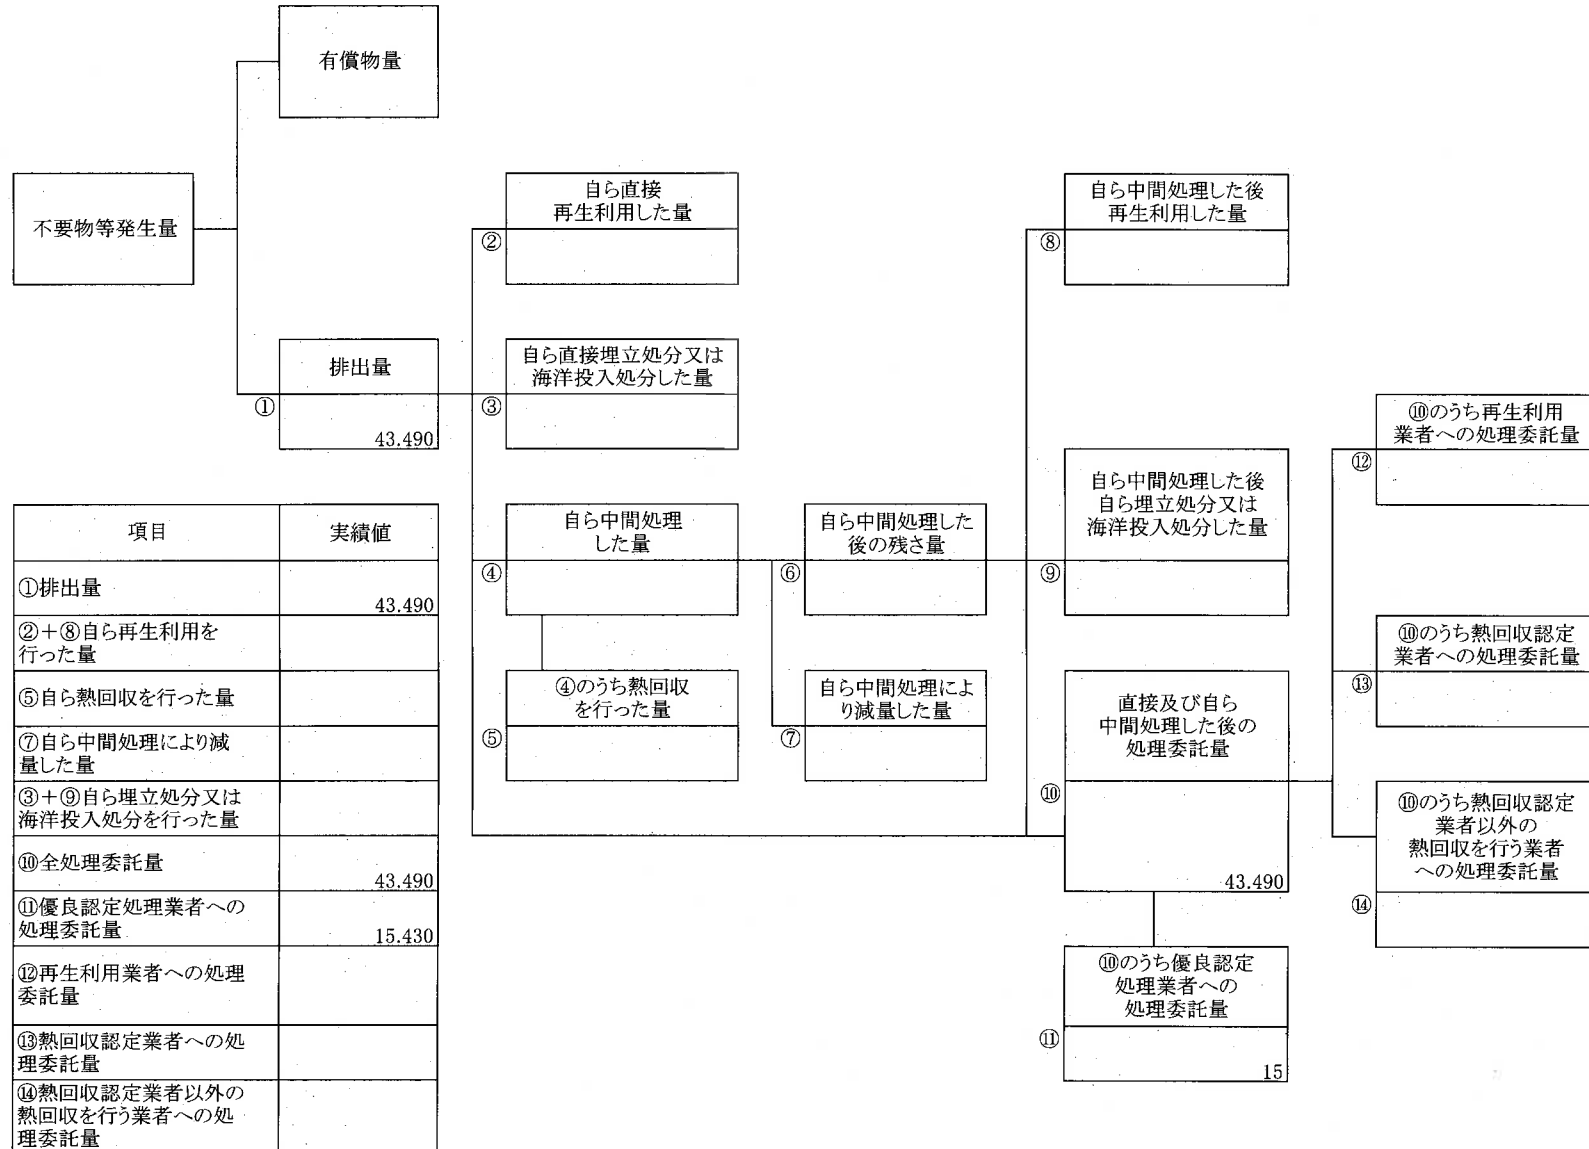 有償物量
不要物等発生量
自ら直接
再生利用した量
②
自ら中間処理した後
再生利用した量
⑧
排出量
①
43.490
自ら直接埋立処分又は
海洋投入処分した量
③
⑩のうち再生利用
業者への処理委託量
⑫
自ら中間処理
した量
④
自ら中間処理した
後の残さ量
⑥
自ら中間処理した後
自ら埋立処分又は
海洋投入処分した量
⑨
⑩のうち熱回収認定
業者への処理委託量
⑬
④のうち熱回収
を行った量
⑤
自ら中間処理によ
り減量した量
⑦
直接及び自ら
中間処理した後の
処理委託量
⑩
43.490
⑩のうち熱回収認定
業者以外の
熱回収を行う業者
への処理委託量
⑭
⑩のうち優良認定
処理業者への
処理委託量
⑪
15
項目 実績値
①排出量 43.490
②＋⑧自ら再生利用を
行った量
⑤自ら熱回収を行った量
⑦自ら中間処理により減
量した量
③＋⑨自ら埋立処分又は
海洋投入処分を行った量
⑩全処理委託量 43.490
⑪優良認定処理業者への
処理委託量 15.430
⑫再生利用業者への処理
委託量
⑬熱回収認定業者への処
理委託量
⑭熱回収認定業者以外の
熱回収を行う業者への処
理委託量